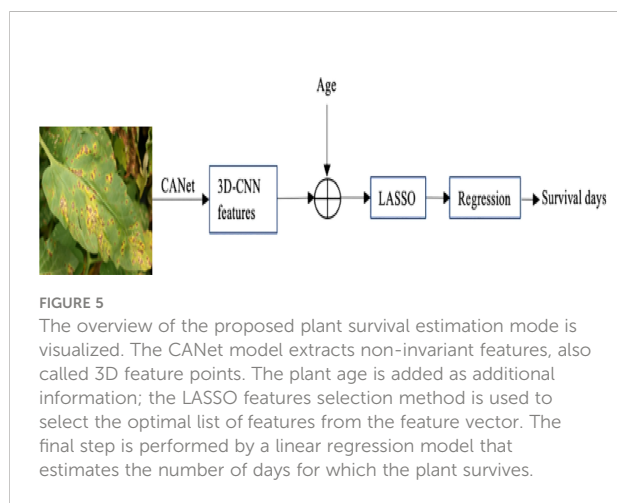 Age
CANet
3D-CNN
features
LASSO
Regression
Survival days
FIGURE 5
The overview of the proposed plant survival estimation mode is
visualized. The CANet model extracts non-invariant features, also
called 3D feature points. The plant age is added as additional
information; the LASSO features selection method is used to
select the optimal list of features from the feature vector. The
final step is performed by a linear regression model that
estimates the number of days for which the plant survives.